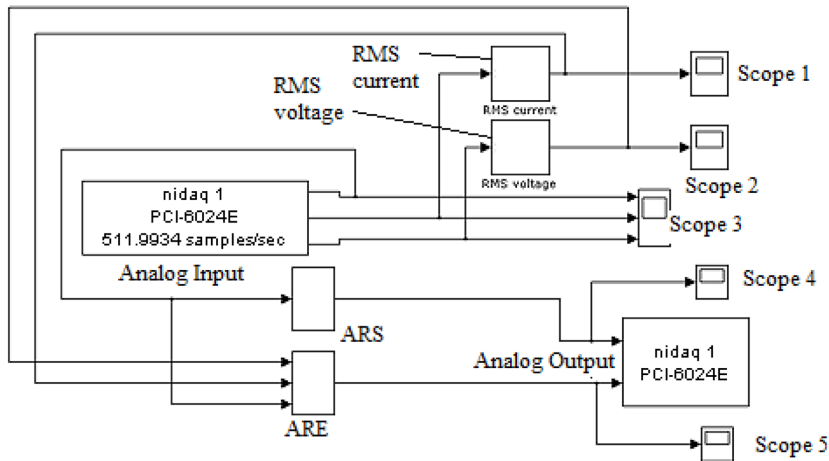 RMS
current
RMS
voltage
RMS current
Scope 1
RMS voltage
Scope 2
nidaq 1
PCI-6024E
511.9934 samples/sec
Scope 3
Analog Input
Scope 4
ARS
Analog Output
nidaq 1
PCI-6024E
ARE
Scope 5